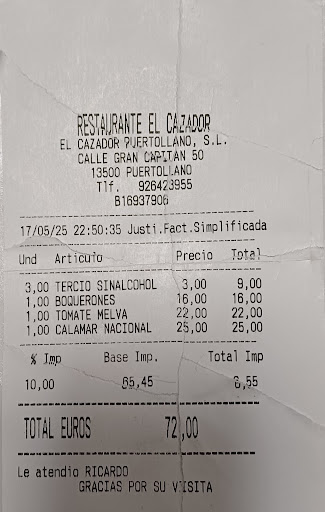 RESTAURANTE EL CAZADOR
EL CAZADOR PUERTOLLANO, S.L.
CALLE GRAN CAPITAN 50
13500 PUERTOLLANO
Tlf. 926423955
B16937906
17/05/25 22:50:35 Justi.Fact.Simplificada
Und Articulo Precio Total
3,00 TERCIO SINALCOHOL 3,00 9,00
1,00 BOQUERONES 16,00 16,00
1,00 TOMATE MELVA 22,00 22,00
1,00 CALAMAR NACIONAL 25,00 25,00
% Imp Base Imp. Total Imp
10,00 65,45 6,55
TOTAL EUROS 72,00
Le atendio RICARDO
GRACIAS POR SU VISITA